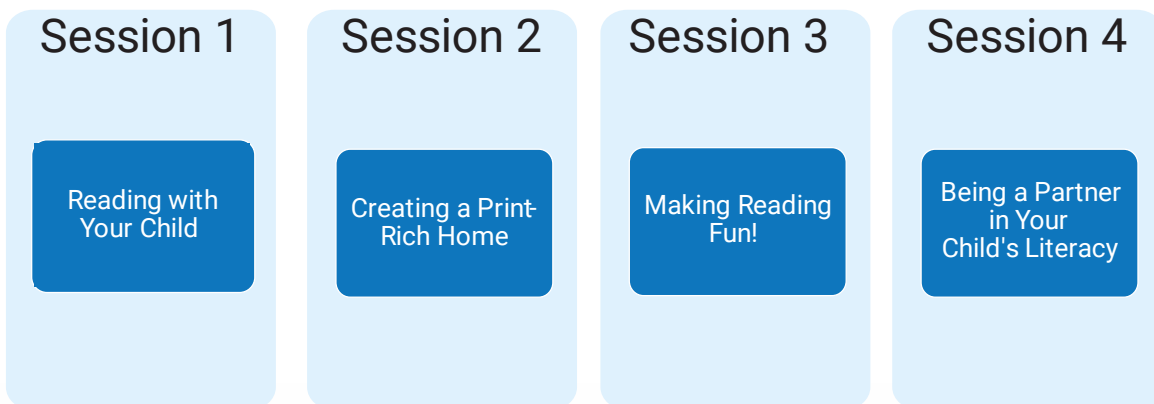 Session 1
Reading with
Your Child
Session 2
Creating a Print-
Rich Home
Session 3
Making Reading
Fun!
Session 4
Being a Partner
in Your
Child's Literacy